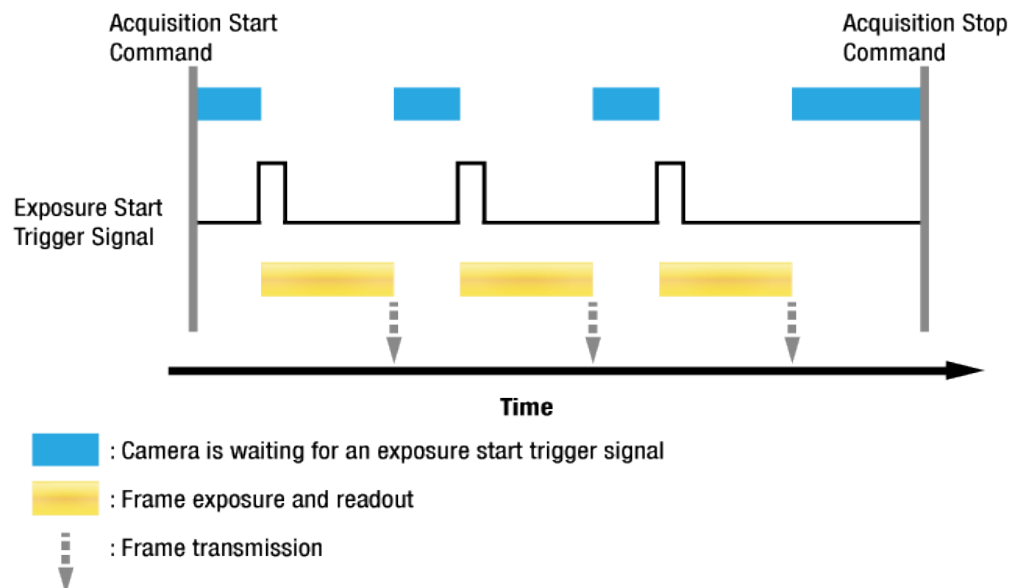 Acquisition Start
Command
Acquisition Stop
Command
Exposure Start
Trigger Signal
Time
: Camera is waiting for an exposure start trigger signal
: Frame exposure and readout
: Frame transmission